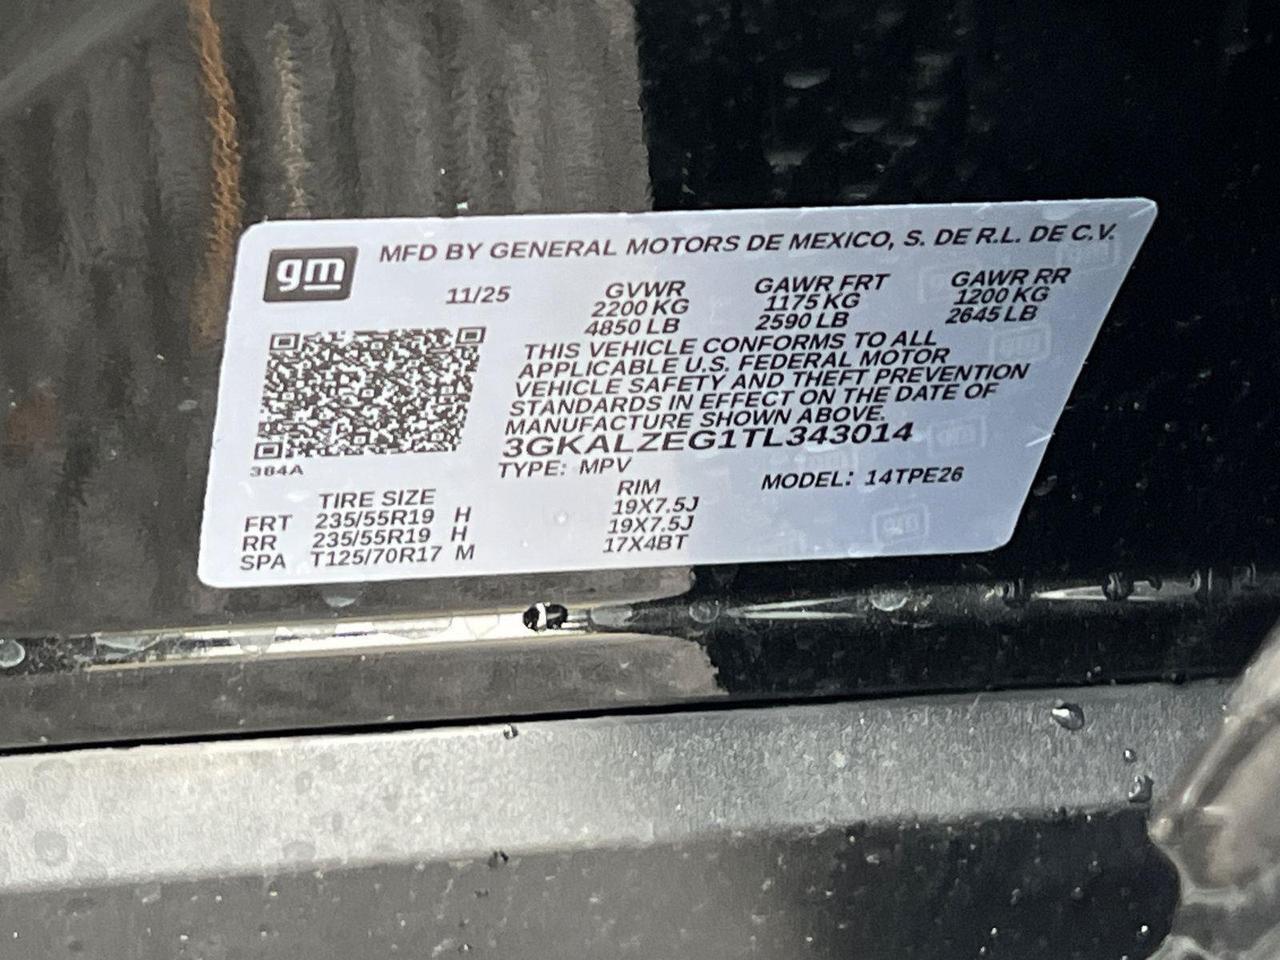 gm
MFD BY GENERAL MOTORS DE MEXICO, S. DE R.L. DE C.V.
11/25 GVWR GAWR FRT GAWR RR
2200 KG 1175 KG 1200 KG
4850 LB 2590 LB 2645 LB
THIS VEHICLE CONFORMS TO ALL
APPLICABLE U.S. FEDERAL MOTOR
VEHICLE SAFETY AND THEFT PREVENTION
STANDARDS IN EFFECT ON THE DATE OF
MANUFACTURE SHOWN ABOVE.
3GKALZEG1TL343014
384A
TYPE: MPV MODEL: 14TPE26
TIRE SIZE RIM
FRT 235/55R19 H 19X7.5J
RR 235/55R19 H 19X7.5J
SPA T125/70R17 M 17X4BT